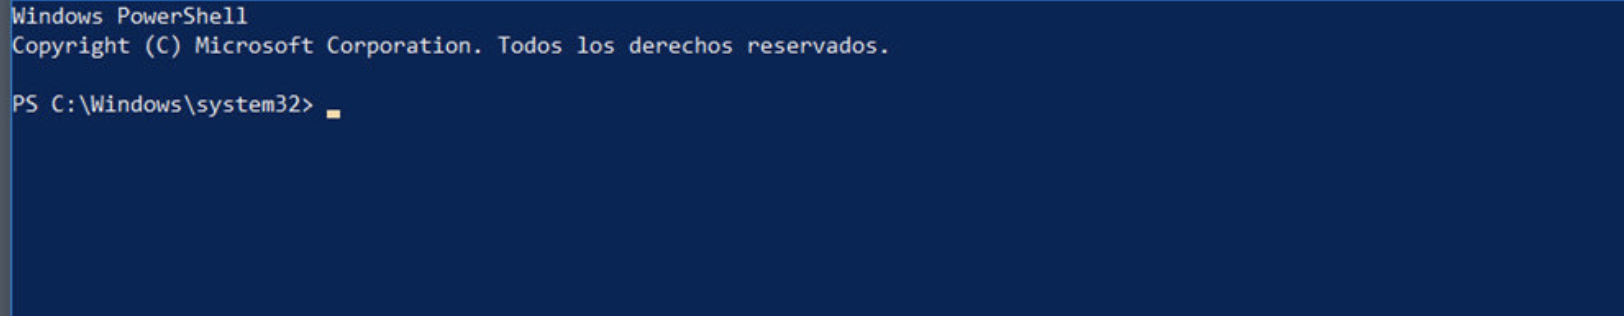 Windows PowerShell
Copyright (C) Microsoft Corporation. Todos los derechos reservados.
PS C:\Windows\system32>